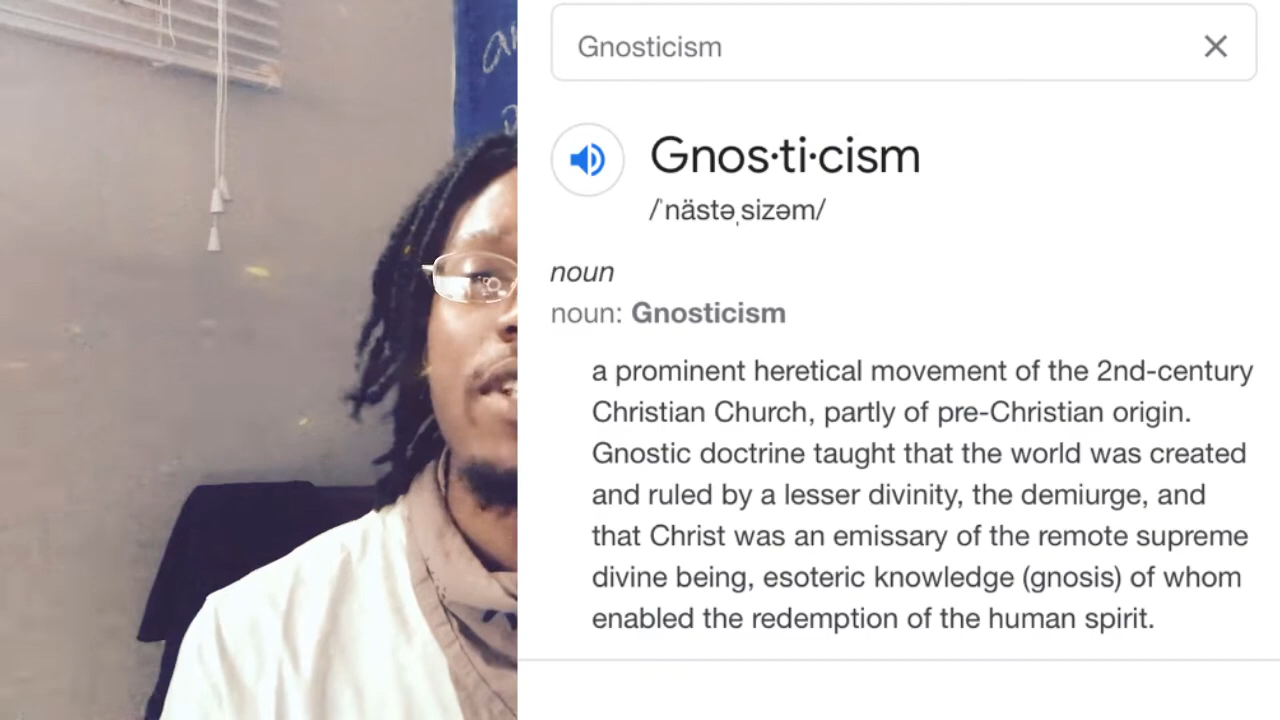 Gnosticism
Gnos·ti·cism
/ˈnästəˌsizəm/
noun
noun: Gnosticism
a prominent heretical movement of the 2nd-century
Christian Church, partly of pre-Christian origin.
Gnostic doctrine taught that the world was created
and ruled by a lesser divinity, the demiurge, and
that Christ was an emissary of the remote supreme
divine being, esoteric knowledge (gnosis) of whom
enabled the redemption of the human spirit.